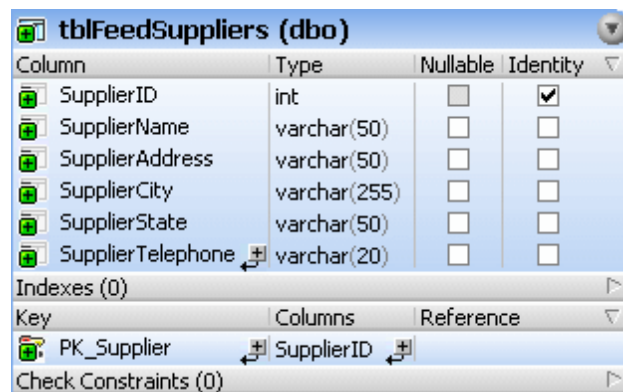 tblFeedSuppliers (dbo)
Column Type Nullable Identity
SupplierID int
SupplierName varchar(50)
SupplierAddress varchar(50)
SupplierCity varchar(255)
SupplierState varchar(50)
SupplierTelephone varchar(20)
Indexes (0)
Key Columns Reference
PK_Supplier SupplierID
Check Constraints (0)